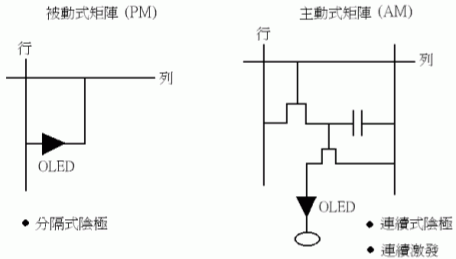 被動式矩陣 (PM)
行
列
OLED
● 分隔式陰極
主動式矩陣 (AM)
行
列
OLED
● 連續式陰極
● 連續激發